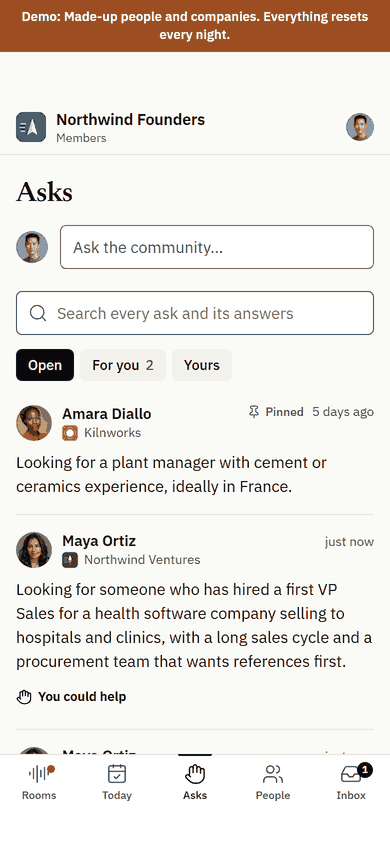 Demo: Made-up people and companies. Everything resets
every night.
Northwind Founders
Members
Asks
Ask the community...
Search every ask and its answers
Open
For you 2
Yours
Amara Diallo
Pinned 5 days ago
Kilnworks
Looking for a plant manager with cement or
ceramics experience, ideally in France.
Maya Ortiz
just now
Northwind Ventures
Looking for someone who has hired a first VP
Sales for a health software company selling to
hospitals and clinics, with a long sales cycle and a
procurement team that wants references first.
You could help
Maya Ortiz
Rooms
Today
Asks
People
1
Inbox